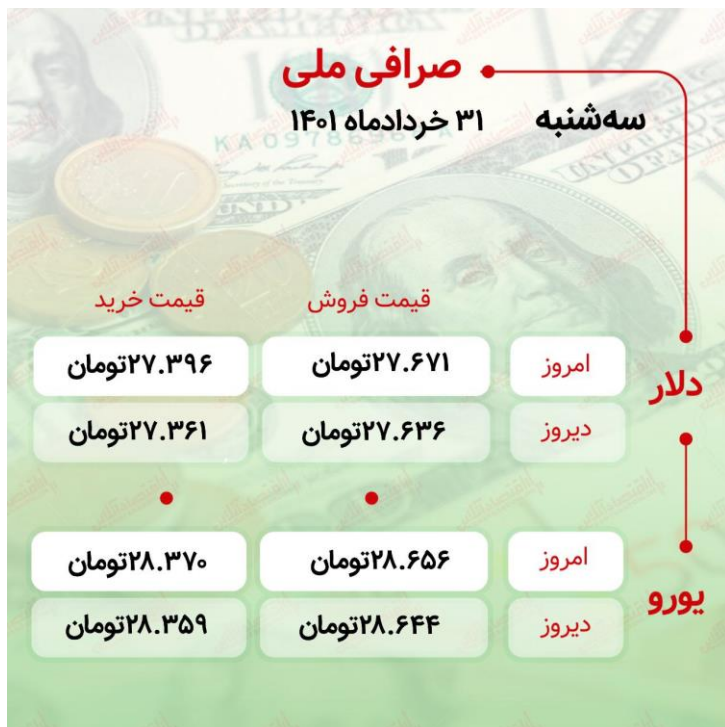 صرافی ملی
سه‌شنبه ۳۱ خردادماه ۱۴۰۱
قیمت فروش قیمت خرید
دلار
امروز ۲۷.۶۷۱تومان ۲۷.۳۹۶تومان
دیروز ۲۷.۶۳۶تومان ۲۷.۳۶۱تومان
یورو
امروز ۲۸.۶۵۶تومان ۲۸.۳۷۰تومان
دیروز ۲۸.۶۴۴تومان ۲۸.۳۵۹تومان